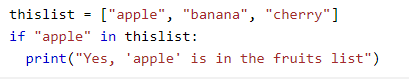 thislist = ["apple", "banana", "cherry"]
if "apple" in thislist:
  print("Yes, 'apple' is in the fruits list")